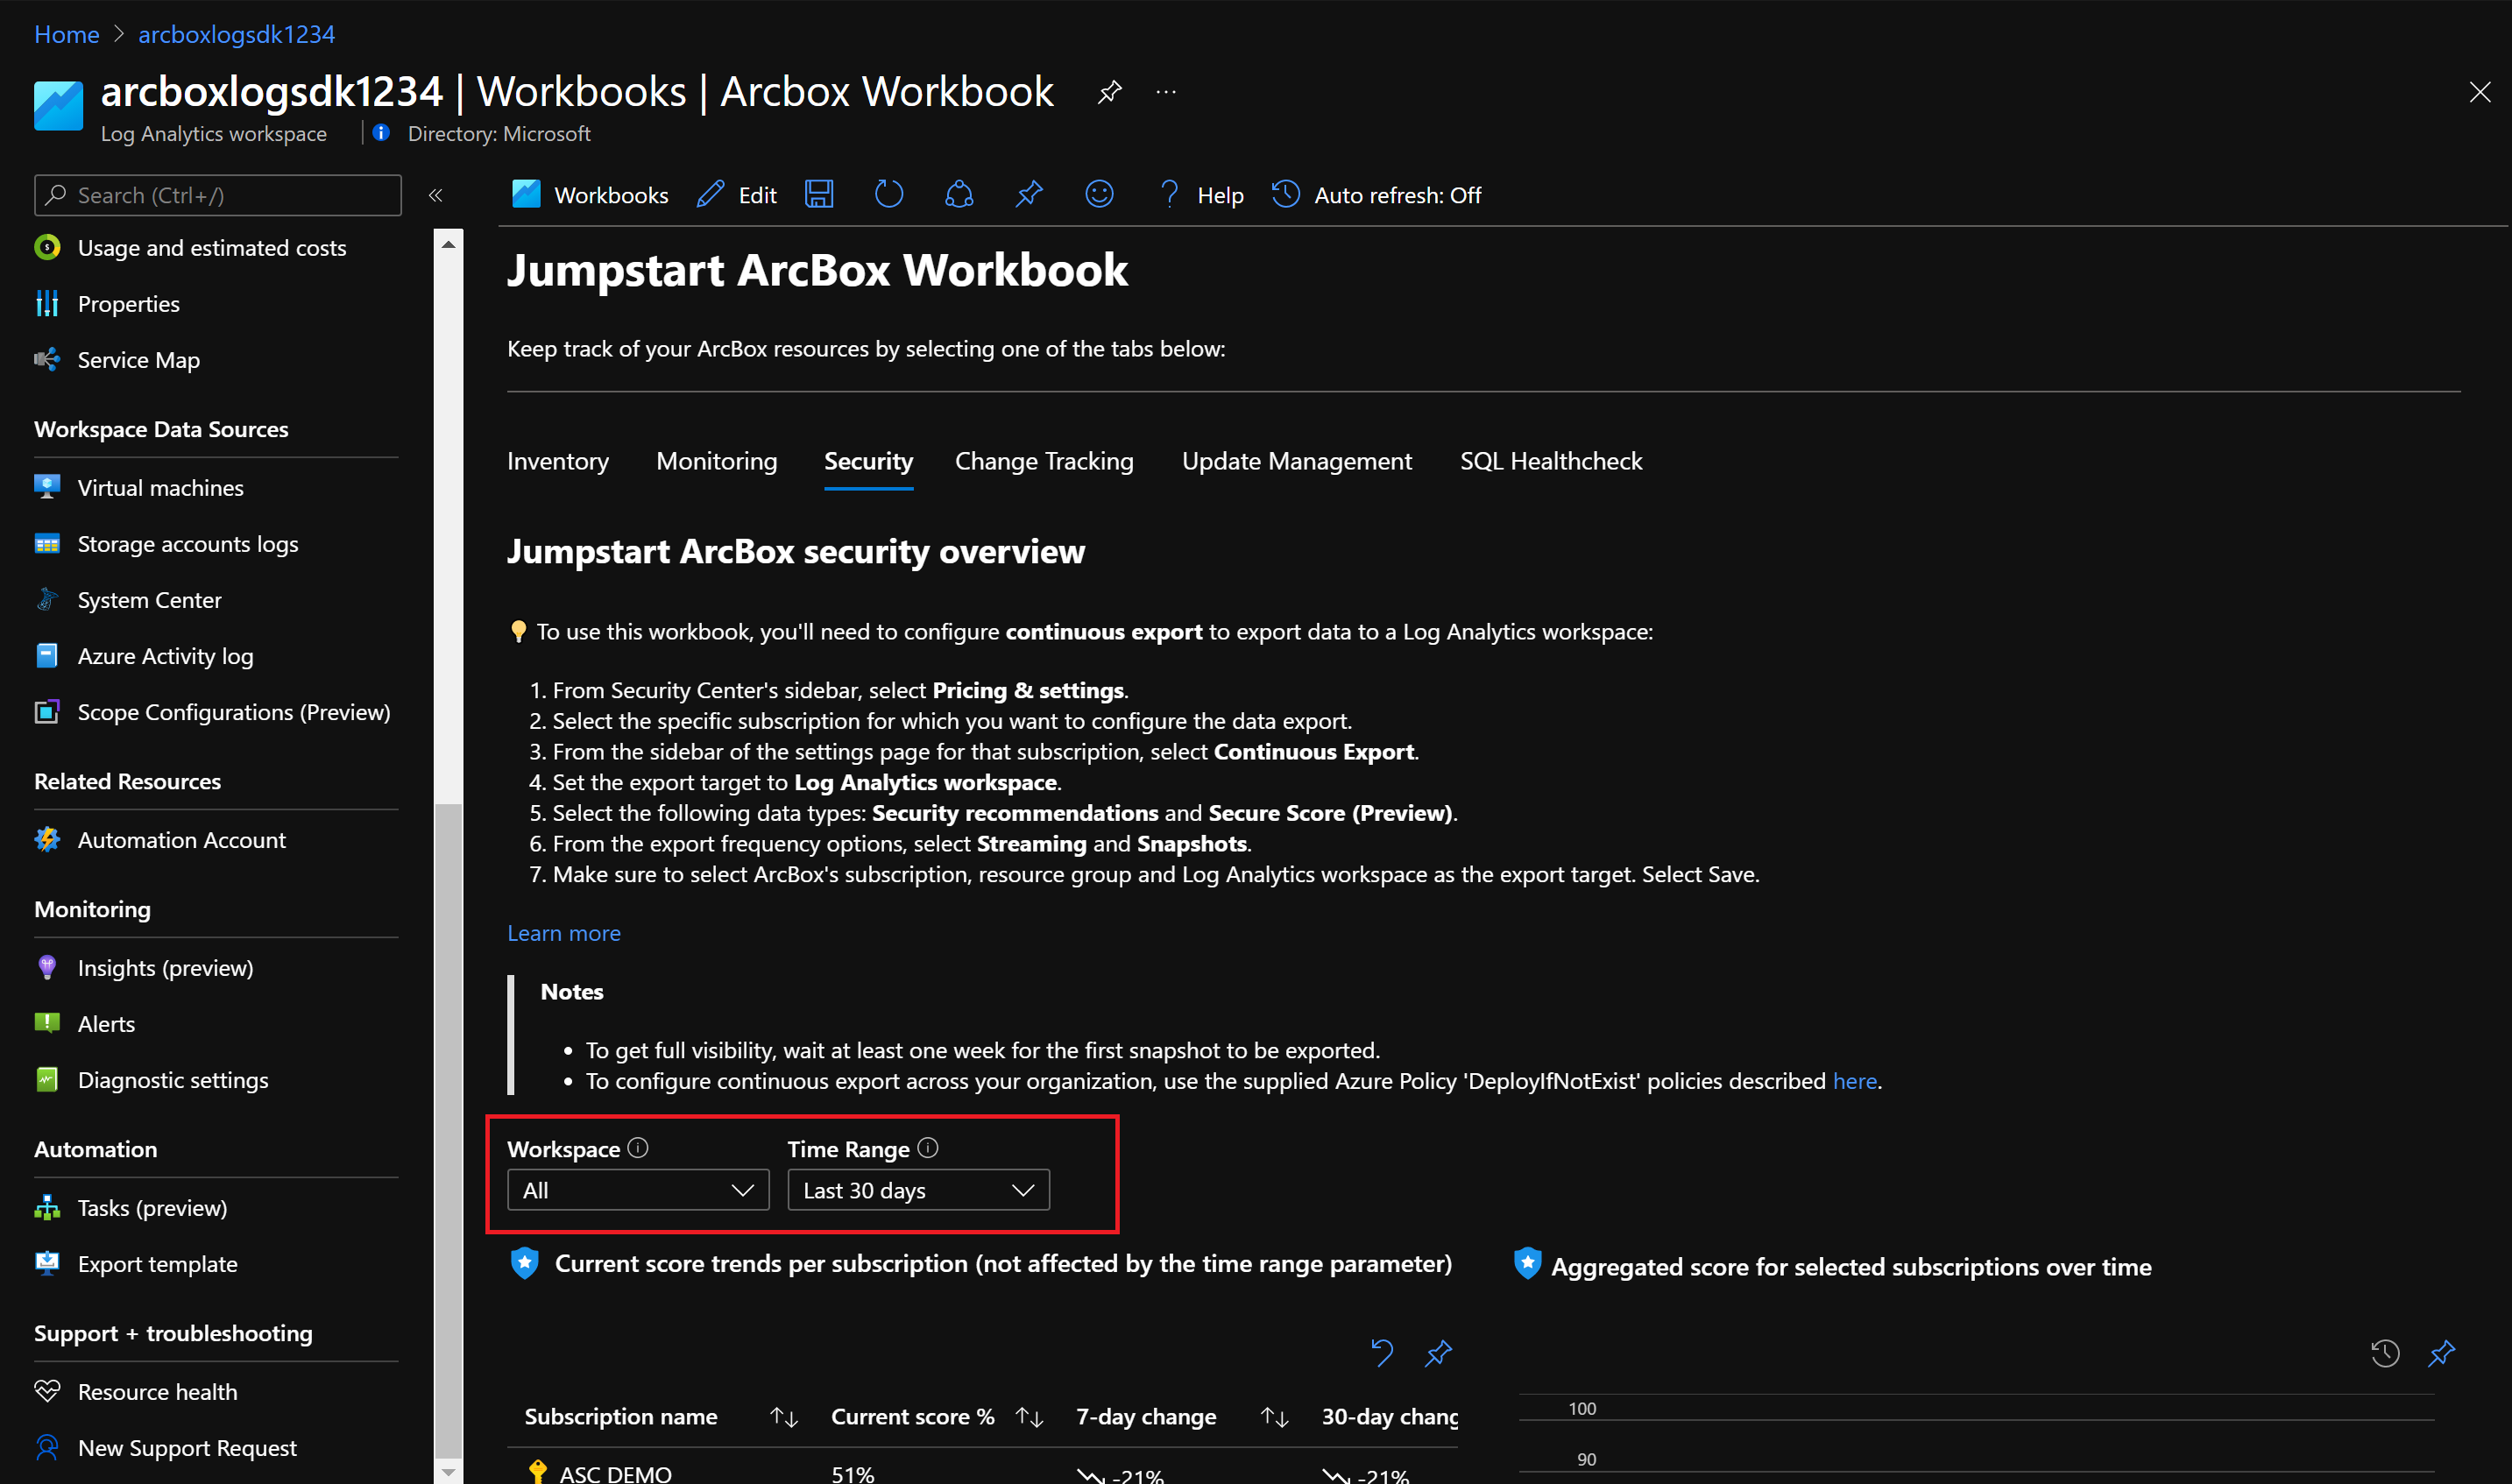 Home > arcboxlogsdk1234
arcboxlogsdk1234 | Workbooks | Arcbox Workbook
Log Analytics workspace
Directory: Microsoft
Search (Ctrl+/)
Usage and estimated costs
Properties
Service Map
Workspace Data Sources
Virtual machines
Storage accounts logs
System Center
Azure Activity log
Scope Configurations (Preview)
Related Resources
Automation Account
Monitoring
Insights (preview)
Alerts
Diagnostic settings
Automation
Tasks (preview)
Export template
Support + troubleshooting
Resource health
New Support Request
Workbooks Edit Help Auto refresh: Off
Jumpstart ArcBox Workbook
Keep track of your ArcBox resources by selecting one of the tabs below:
Inventory Monitoring Security Change Tracking Update Management SQL Healthcheck
Jumpstart ArcBox security overview
To use this workbook, you'll need to configure continuous export to export data to a Log Analytics workspace:
1. From Security Center's sidebar, select Pricing & settings.
2. Select the specific subscription for which you want to configure the data export.
3. From the sidebar of the settings page for that subscription, select Continuous Export.
4. Set the export target to Log Analytics workspace.
5. Select the following data types: Security recommendations and Secure Score (Preview).
6. From the export frequency options, select Streaming and Snapshots.
7. Make sure to select ArcBox's subscription, resource group and Log Analytics workspace as the export target. Select Save.
Learn more
Notes
• To get full visibility, wait at least one week for the first snapshot to be exported.
• To configure continuous export across your organization, use the supplied Azure Policy 'DeployIfNotExist' policies described here.
Workspace Time Range
All Last 30 days
Current score trends per subscription (not affected by the time range parameter)
Subscription name Current score % 7-day change 30-day chang
ASC DEMO 51% -21% -21%
Aggregated score for selected subscriptions over time
100
90